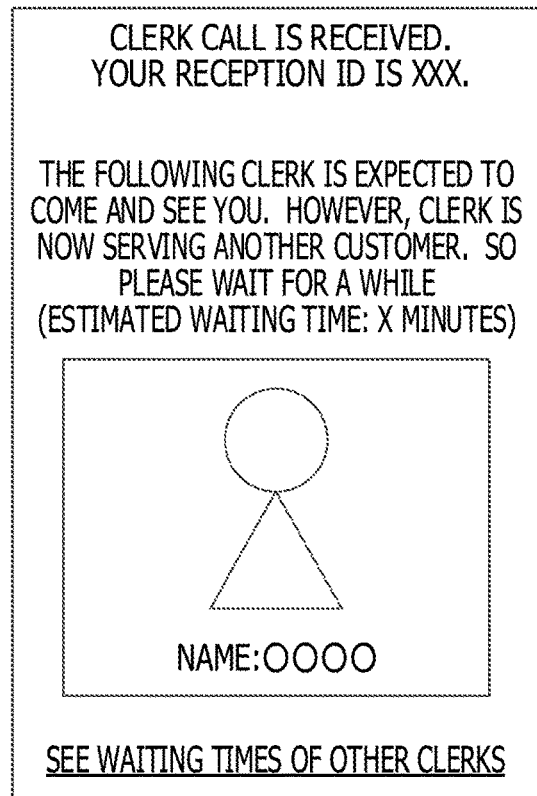 CLERK CALL IS RECEIVED.
YOUR RECEPTION ID IS XXX.
THE FOLLOWING CLERK IS EXPECTED TO
COME AND SEE YOU. HOWEVER, CLERK IS
NOW SERVING ANOTHER CUSTOMER. SO
PLEASE WAIT FOR A WHILE
(ESTIMATED WAITING TIME: X MINUTES)
NAME:○○○○
SEE WAITING TIMES OF OTHER CLERKS